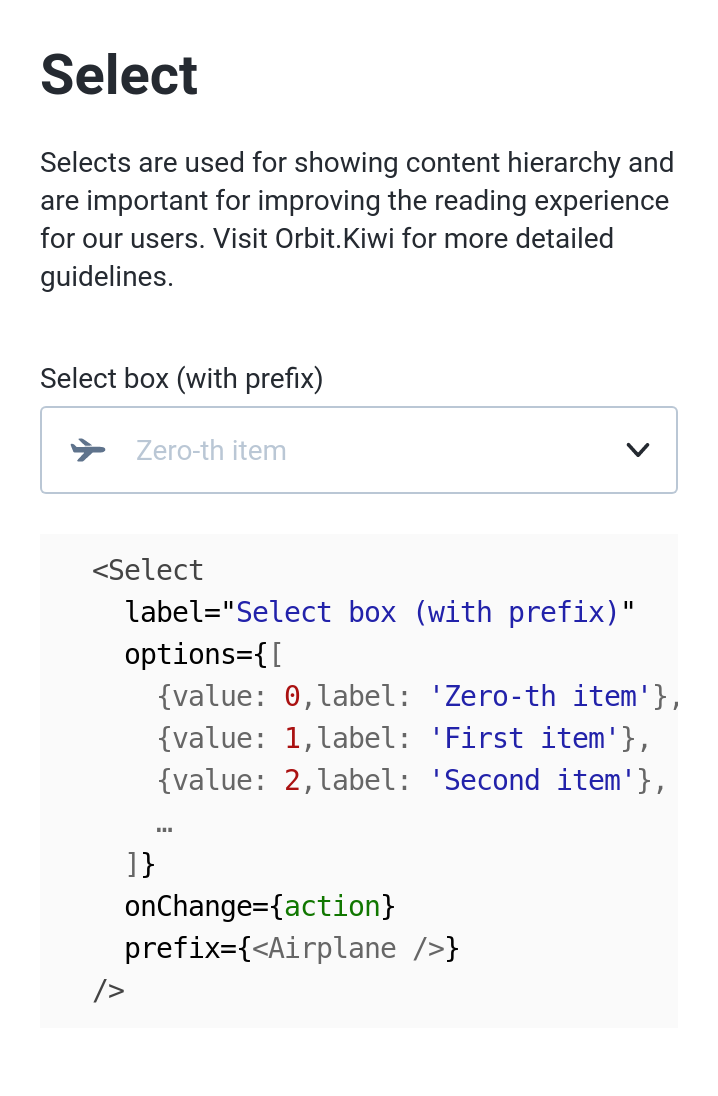 Select
Selects are used for showing content hierarchy and
are important for improving the reading experience
for our users. Visit Orbit.Kiwi for more detailed
guidelines.
Select box (with prefix)
Zero-th item
<Select
  label="Select box (with prefix)"
  options={[
    {value: 0,label: 'Zero-th item'},
    {value: 1,label: 'First item'},
    {value: 2,label: 'Second item'},
    …
  ]}
  onChange={action}
  prefix={<Airplane />}
/>